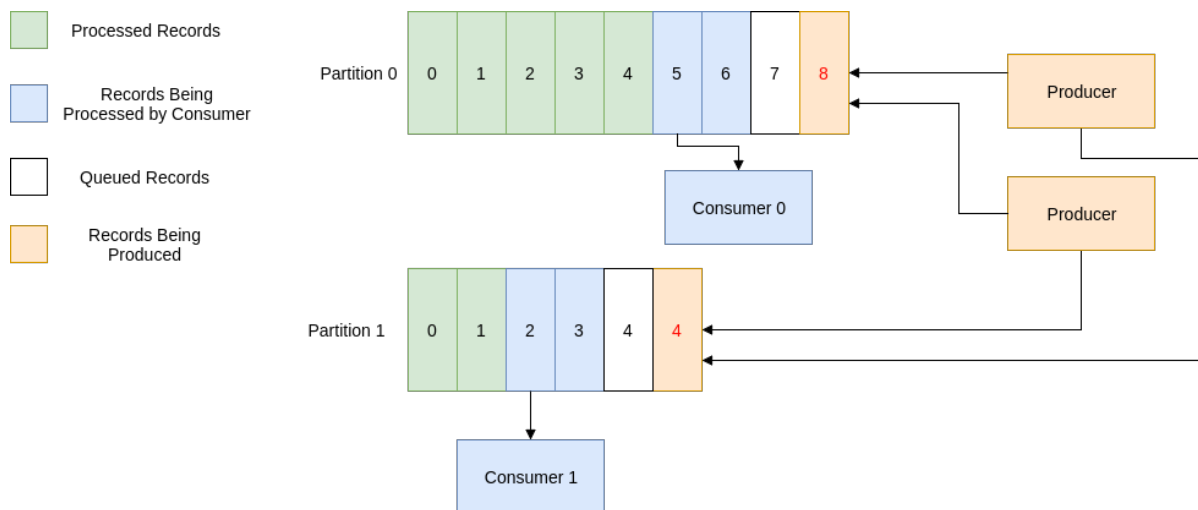 Processed Records
Records Being
Processed by Consumer
Queued Records
Records Being
Produced
Partition 0
0 1 2 3 4 5 6 7 8
Consumer 0
Producer
Producer
Partition 1
0 1 2 3 4 4
Consumer 1